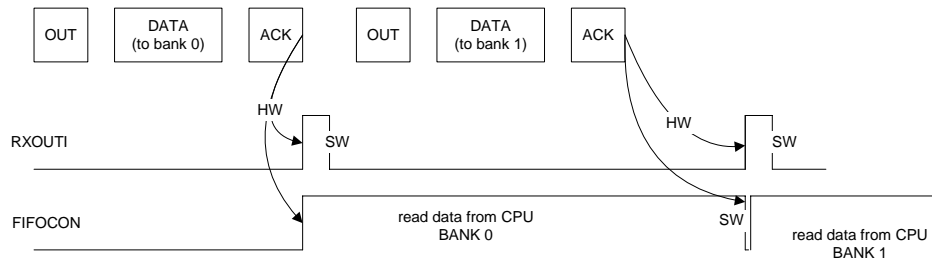 OUT
DATA
(to bank 0)
ACK
OUT
DATA
(to bank 1)
ACK
HW
HW
RXOUTI
SW
SW
FIFOCON
read data from CPU
BANK 0
SW
read data from CPU
BANK 1